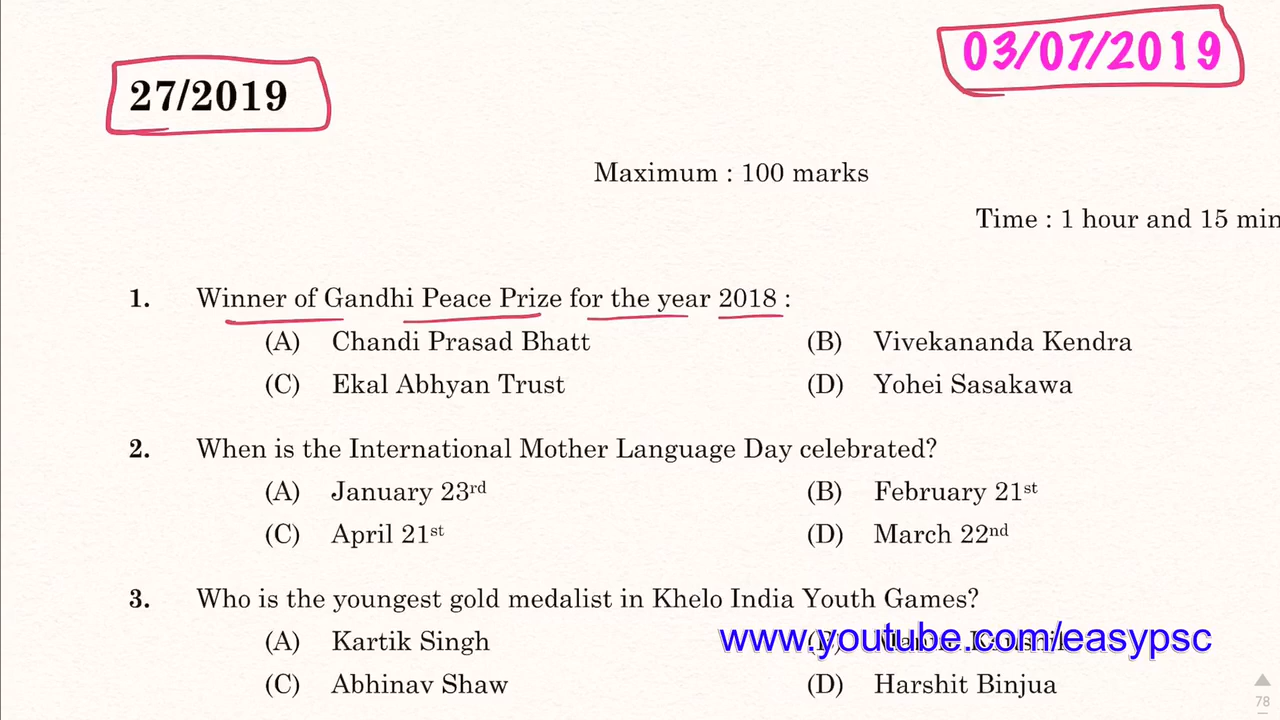 03/07/2019
27/2019
Maximum : 100 marks
Time : 1 hour and 15 min
1. Winner of Gandhi Peace Prize for the year 2018 :
(A) Chandi Prasad Bhatt (B) Vivekananda Kendra
(C) Ekal Abhyan Trust (D) Yohei Sasakawa
2. When is the International Mother Language Day celebrated?
(A) January 23rd (B) February 21st
(C) April 21st (D) March 22nd
3. Who is the youngest gold medalist in Khelo India Youth Games?
(A) Kartik Singh (B)
www.youtube.com/easypsc
(C) Abhinav Shaw (D) Harshit Binjua
78